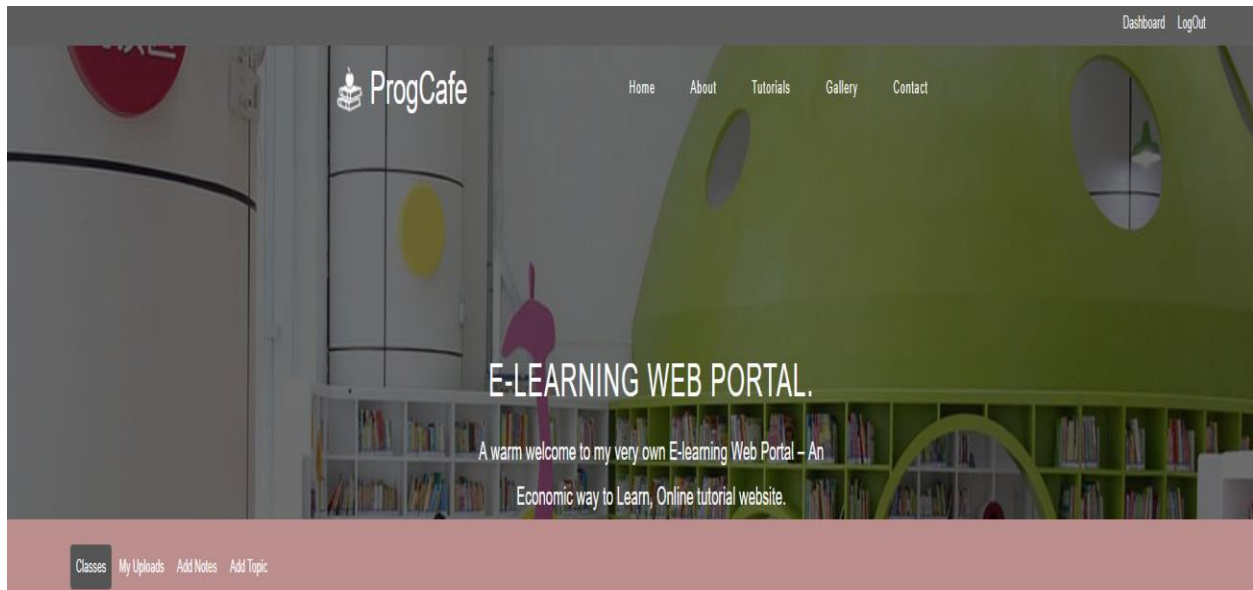 Dashboard LogOut
ProgCafe
Home About Tutorials Gallery Contact
E-LEARNING WEB PORTAL.
A warm welcome to my very own E-learning Web Portal – An
Economic way to Learn, Online tutorial website.
Classes My Uploads Add Notes Add Topic